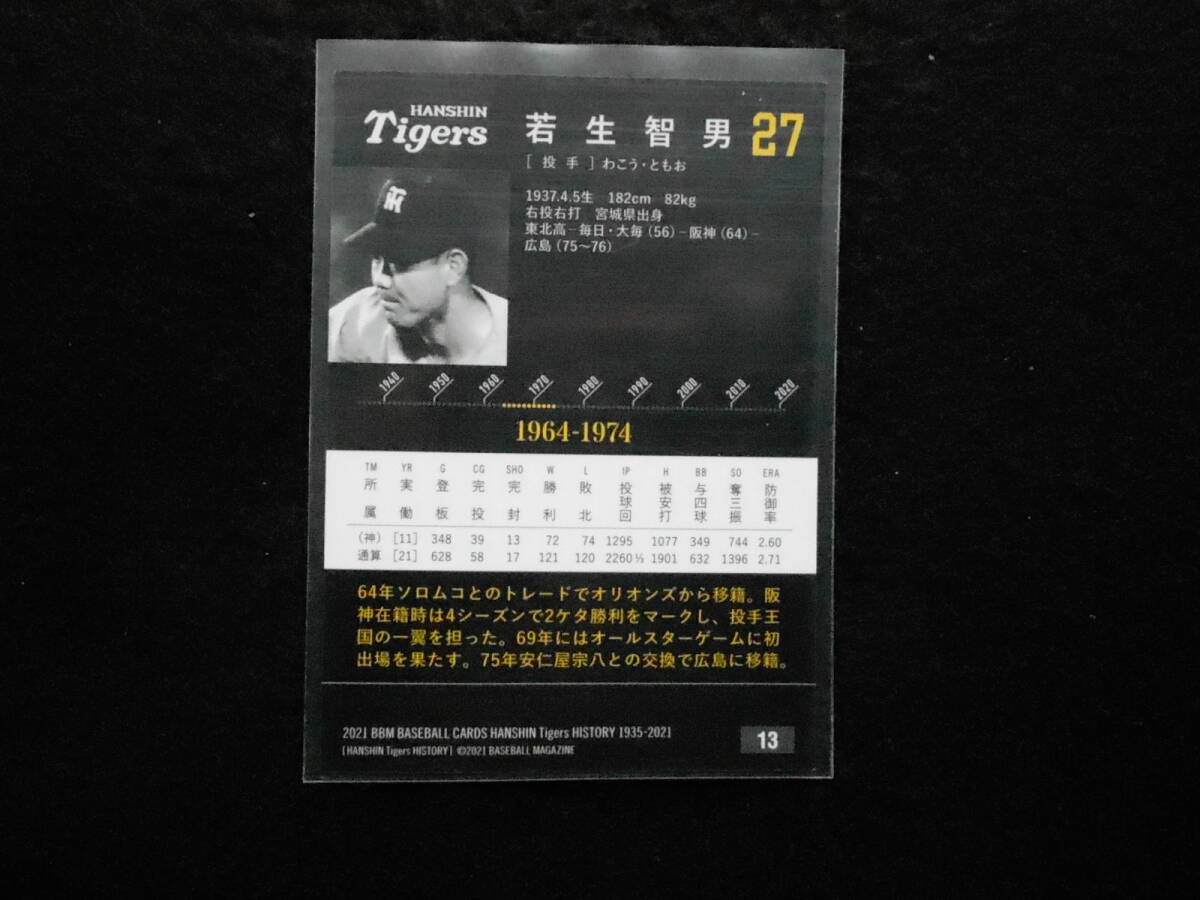 HANSHIN
Tigers
若生智男 27
[投手] わこう・ともお
1937.4.5生 182cm 82kg
右投右打 宮城県出身
東北高－毎日・大毎(56)－阪神(64)－
広島(75～76)
1940 1950 1960 1970 1980 1990 2000 2010 2020
1964-1974
TM YR G CG SHO W L IP H BB SO ERA
所属 実働 登板 完投 完封 勝利 敗北 投球回 被安打 与四球 奪三振 防御率
(神) [11] 348 39 13 72 74 1295 1077 349 744 2.60
通算 [21] 628 58 17 121 120 2260⅓ 1901 632 1396 2.71
64年ソロムコとのトレードでオリオンズから移籍。阪
神在籍時は4シーズンで2ケタ勝利をマークし、投手王
国の一翼を担った。69年にはオールスターゲームに初
出場を果たす。75年安仁屋宗八との交換で広島に移籍。
2021 BBM BASEBALL CARDS HANSHIN Tigers HISTORY 1935-2021
[HANSHIN Tigers HISTORY] ©2021 BASEBALL MAGAZINE
13